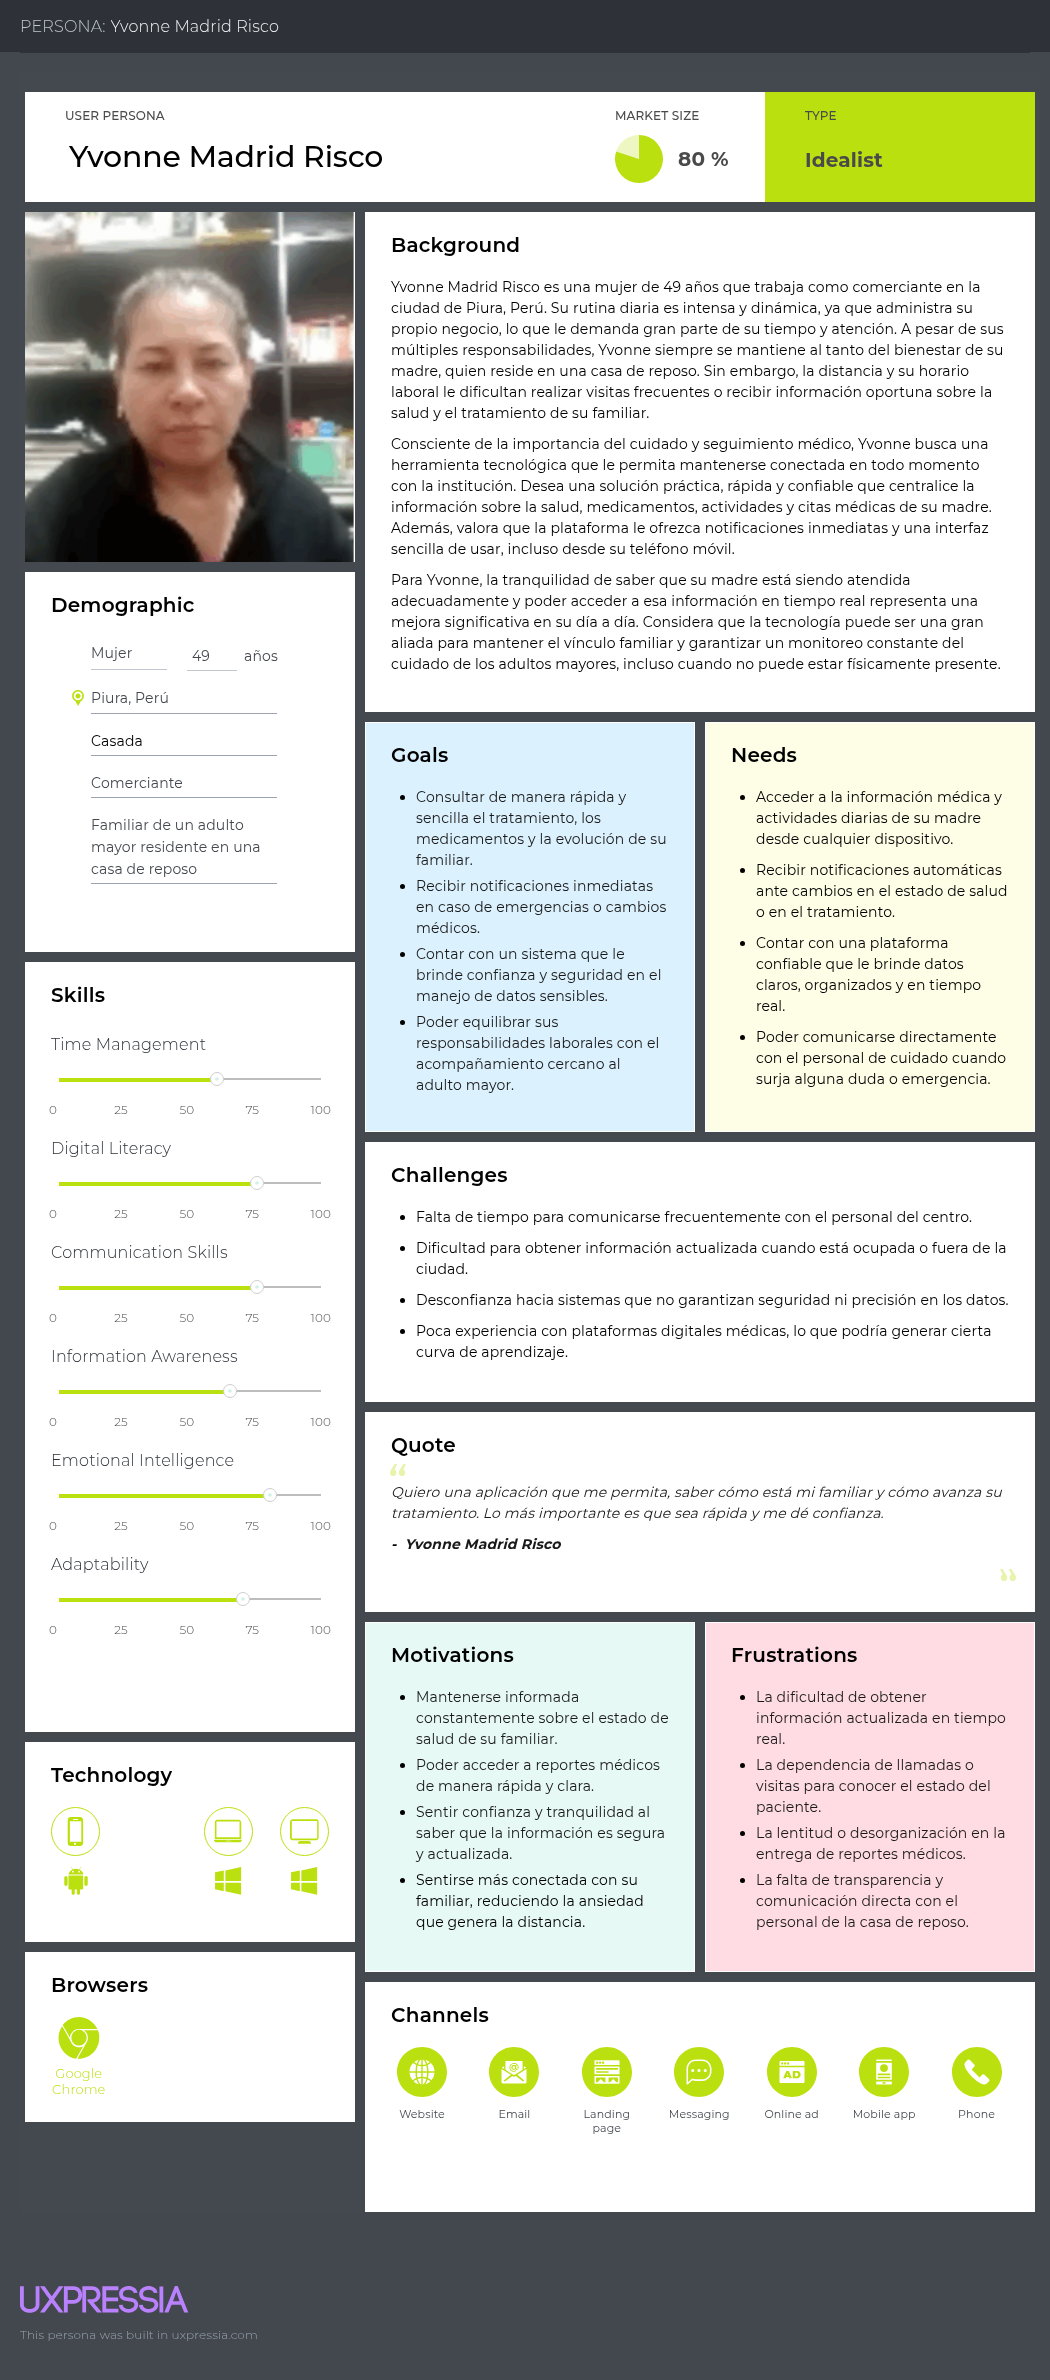 PERSONA: Yvonne Madrid Risco
USER PERSONA
Yvonne Madrid Risco
MARKET SIZE
80 %
TYPE
Idealist
Background
Yvonne Madrid Risco es una mujer de 49 años que trabaja como comerciante en la
ciudad de Piura, Perú. Su rutina diaria es intensa y dinámica, ya que administra su
propio negocio, lo que le demanda gran parte de su tiempo y atención. A pesar de sus
múltiples responsabilidades, Yvonne siempre se mantiene al tanto del bienestar de su
madre, quien reside en una casa de reposo. Sin embargo, la distancia y su horario
laboral le dificultan realizar visitas frecuentes o recibir información oportuna sobre la
salud y el tratamiento de su familiar.
Consciente de la importancia del cuidado y seguimiento médico, Yvonne busca una
herramienta tecnológica que le permita mantenerse conectada en todo momento
con la institución. Desea una solución práctica, rápida y confiable que centralice la
información sobre la salud, medicamentos, actividades y citas médicas de su madre.
Además, valora que la plataforma le ofrezca notificaciones inmediatas y una interfaz
sencilla de usar, incluso desde su teléfono móvil.
Para Yvonne, la tranquilidad de saber que su madre está siendo atendida
adecuadamente y poder acceder a esa información en tiempo real representa una
mejora significativa en su día a día. Considera que la tecnología puede ser una gran
aliada para mantener el vínculo familiar y garantizar un monitoreo constante del
cuidado de los adultos mayores, incluso cuando no puede estar físicamente presente.
Demographic
Mujer 49 años
Piura, Perú
Casada
Comerciante
Familiar de un adulto
mayor residente en una
casa de reposo
Goals
• Consultar de manera rápida y
sencilla el tratamiento, los
medicamentos y la evolución de su
familiar.
• Recibir notificaciones inmediatas
en caso de emergencias o cambios
médicos.
• Contar con un sistema que le
brinde confianza y seguridad en el
manejo de datos sensibles.
• Poder equilibrar sus
responsabilidades laborales con el
acompañamiento cercano al
adulto mayor.
Needs
• Acceder a la información médica y
actividades diarias de su madre
desde cualquier dispositivo.
• Recibir notificaciones automáticas
ante cambios en el estado de salud
o en el tratamiento.
• Contar con una plataforma
confiable que le brinde datos
claros, organizados y en tiempo
real.
• Poder comunicarse directamente
con el personal de cuidado cuando
surja alguna duda o emergencia.
Skills
Time Management
0 25 50 75 100
Digital Literacy
0 25 50 75 100
Communication Skills
0 25 50 75 100
Information Awareness
0 25 50 75 100
Emotional Intelligence
0 25 50 75 100
Adaptability
0 25 50 75 100
Challenges
• Falta de tiempo para comunicarse frecuentemente con el personal del centro.
• Dificultad para obtener información actualizada cuando está ocupada o fuera de la
ciudad.
• Desconfianza hacia sistemas que no garantizan seguridad ni precisión en los datos.
• Poca experiencia con plataformas digitales médicas, lo que podría generar cierta
curva de aprendizaje.
Quote
“
Quiero una aplicación que me permita, saber cómo está mi familiar y cómo avanza su
tratamiento. Lo más importante es que sea rápida y me dé confianza.
- Yvonne Madrid Risco
”
Motivations
• Mantenerse informada
constantemente sobre el estado de
salud de su familiar.
• Poder acceder a reportes médicos
de manera rápida y clara.
• Sentir confianza y tranquilidad al
saber que la información es segura
y actualizada.
• Sentirse más conectada con su
familiar, reduciendo la ansiedad
que genera la distancia.
Frustrations
• La dificultad de obtener
información actualizada en tiempo
real.
• La dependencia de llamadas o
visitas para conocer el estado del
paciente.
• La lentitud o desorganización en la
entrega de reportes médicos.
• La falta de transparencia y
comunicación directa con el
personal de la casa de reposo.
Technology
Browsers
Google
Chrome
Channels
Website
Email
Landing
page
Messaging
AD
Online ad
Mobile app
Phone
UXPRESSIA
This persona was built in uxpressia.com